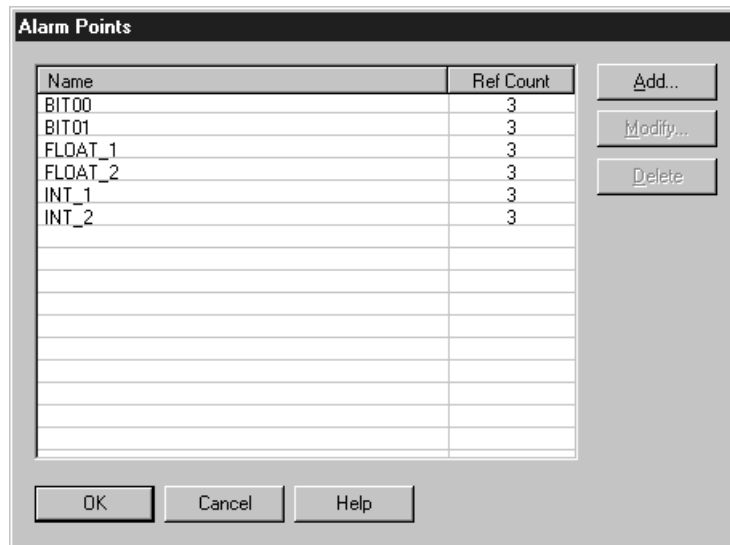 Alarm Points
Name Ref Count
BIT00 3
BIT01 3
FLOAT_1 3
FLOAT_2 3
INT_1 3
INT_2 3
Add...
Modify...
Delete
OK Cancel Help